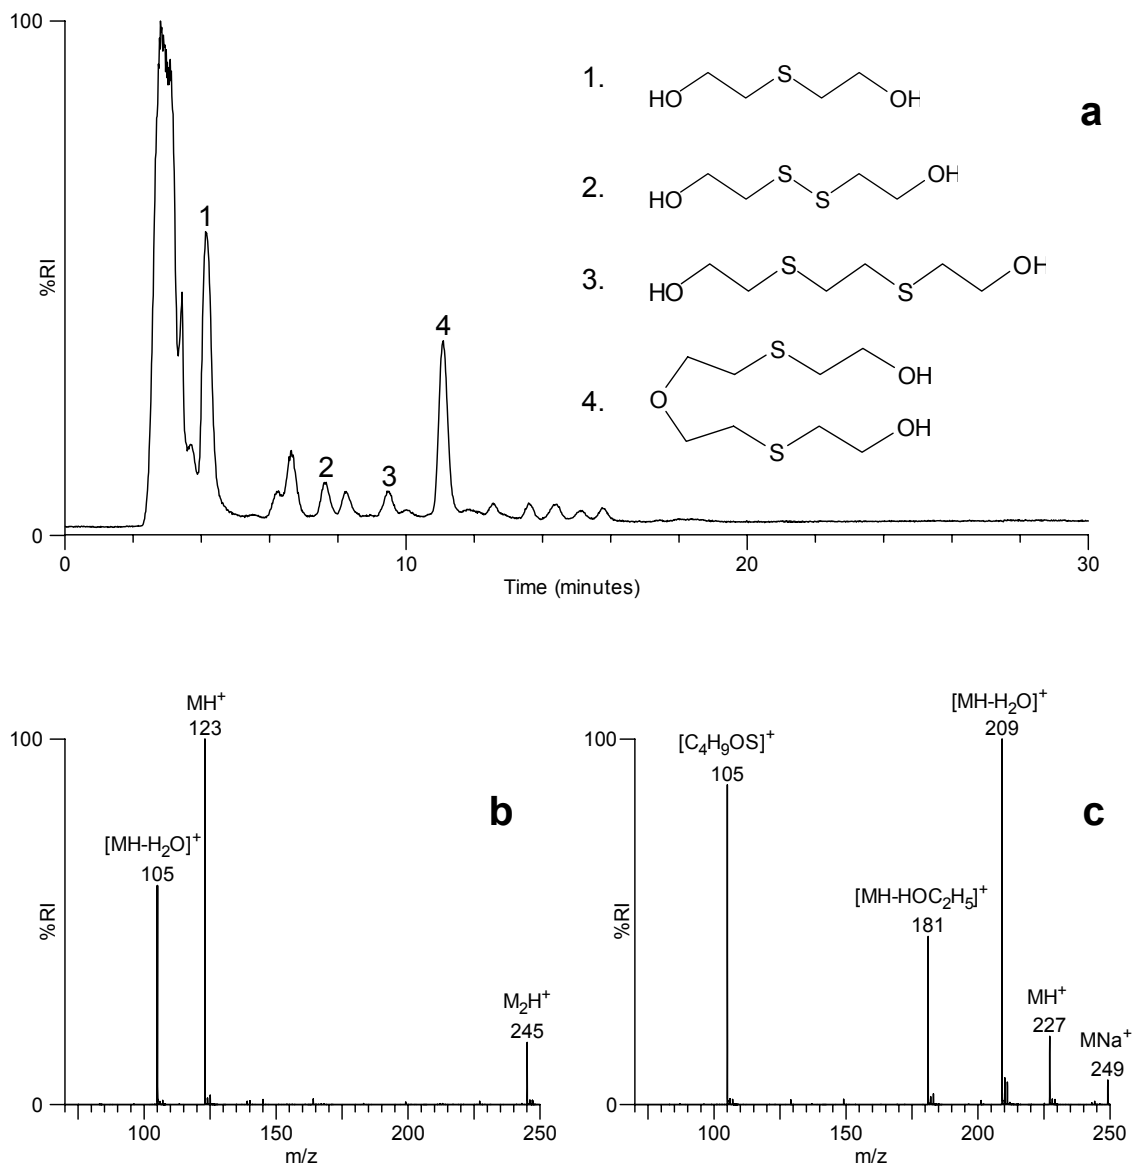 100
%RI
0
0
10
20
30
Time (minutes)
1
2
3
4
a
1.
HO
S
OH
2.
HO
S
S
OH
3.
HO
S
S
OH
4.
O
S
OH
S
OH
100
%RI
0
[MH-H₂O]⁺
105
MH⁺
123
M₂H⁺
245
b
100
150
200
250
m/z
100
%RI
0
[C₄H₉OS]⁺
105
[MH-HOC₂H₅]⁺
181
[MH-H₂O]⁺
209
MH⁺
227
MNa⁺
249
c
100
150
200
250
m/z